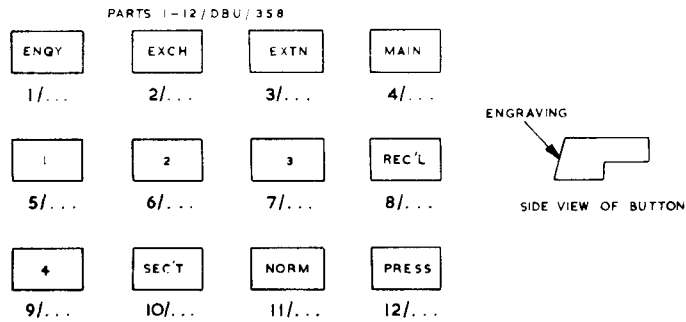 PARTS 1-12/DBU/358
ENQY EXCH EXTN MAIN
1/... 2/... 3/... 4/...
ENGRAVING
1 2 3 REC'L
5/... 6/... 7/... 8/...
SIDE VIEW OF BUTTON
4 SEC'T NORM PRESS
9/... 10/... 11/... 12/...